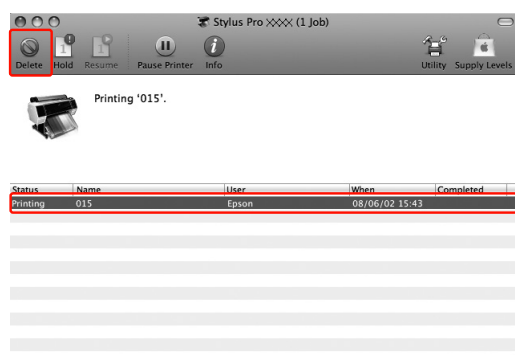 Stylus Pro XXXX (1 Job)
Delete Hold Resume Pause Printer Info Utility Supply Levels
Printing ‘015’.
Status Name User When Completed
Printing 015 Epson 08/06/02 15:43